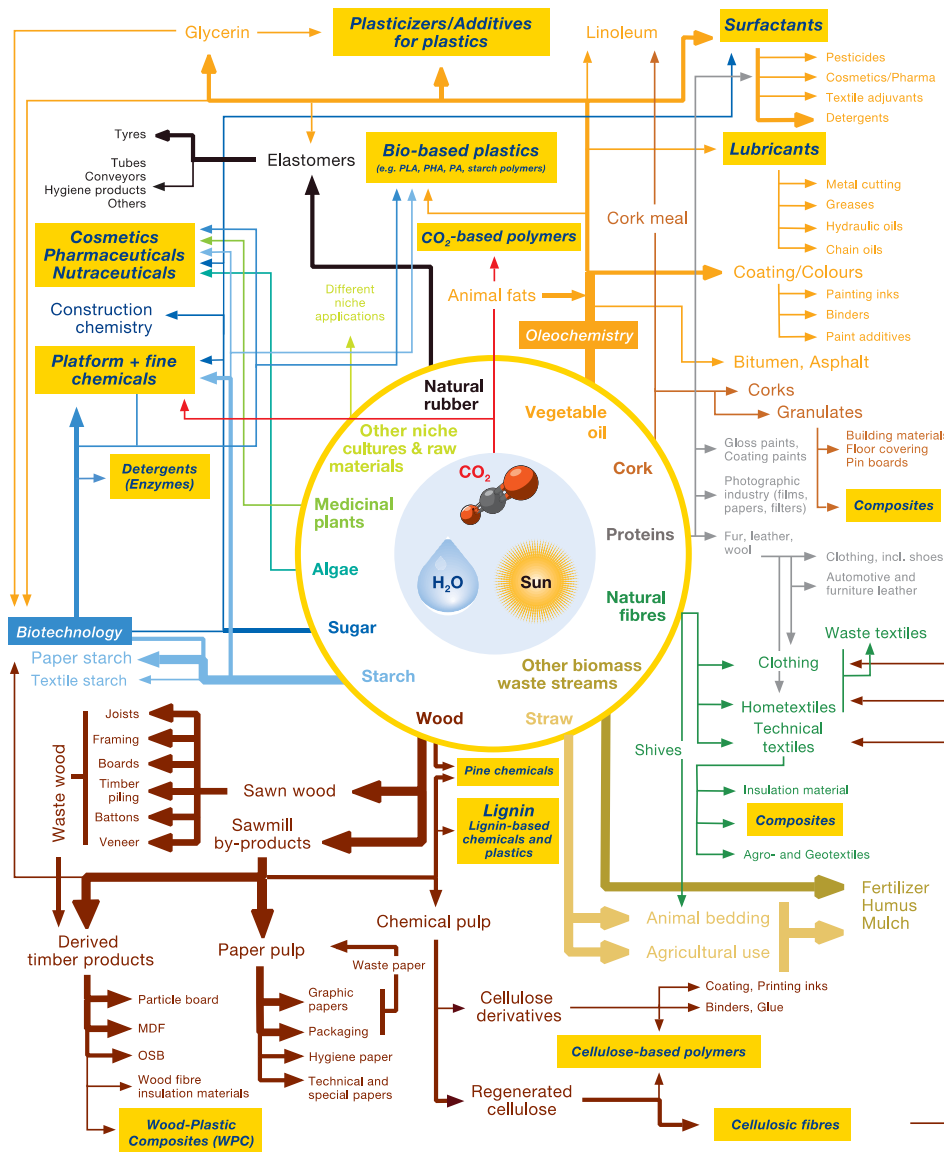 Glycerin
Plasticizers/Additives
for plastics
Linoleum
Surfactants
Pesticides
Cosmetics/Pharma
Textile adjuvants
Detergents
Tyres
Tubes
Conveyors
Hygiene products
Others
Elastomers
Bio-based plastics
(e.g. PLA, PHA, PA, starch polymers)
Lubricants
Metal cutting
Greases
Hydraulic oils
Chain oils
Cork meal
Cosmetics
Pharmaceuticals
Nutraceuticals
CO2-based polymers
Different
niche
applications
Animal fats
Coating/Colours
Painting inks
Binders
Paint additives
Construction
chemistry
Oleochemistry
Bitumen, Asphalt
Platform + fine
chemicals
Natural
rubber
Vegetable
oil
Corks
Granulates
Other niche
cultures & raw
materials
Gloss paints,
Coating paints
Building materials
Floor covering
Pin boards
Detergents
(Enzymes)
CO2
Cork
Photographic
industry (films,
papers, filters)
Composites
Medicinal
plants
Proteins
Fur, leather,
wool
Clothing, incl. shoes
Automotive and
furniture leather
Algae
H2O
Sun
Natural
fibres
Biotechnology
Sugar
Waste textiles
Paper starch
Textile starch
Starch
Other biomass
waste streams
Clothing
Hometextiles
Technical
textiles
Wood
Straw
Shives
Joists
Framing
Boards
Timber
piling
Battons
Veneer
Waste wood
Sawn wood
Sawmill
by-products
Pine chemicals
Lignin
Lignin-based
chemicals and
plastics
Insulation material
Composites
Agro- and Geotextiles
Fertilizer
Humus
Mulch
Animal bedding
Agricultural use
Derived
timber products
Paper pulp
Chemical pulp
Waste paper
Particle board
MDF
OSB
Wood fibre
insulation materials
Wood-Plastic
Composites (WPC)
Graphic
papers
Packaging
Hygiene paper
Technical and
special papers
Cellulose
derivatives
Coating, Printing inks
Binders, Glue
Cellulose-based polymers
Regenerated
cellulose
Cellulosic fibres